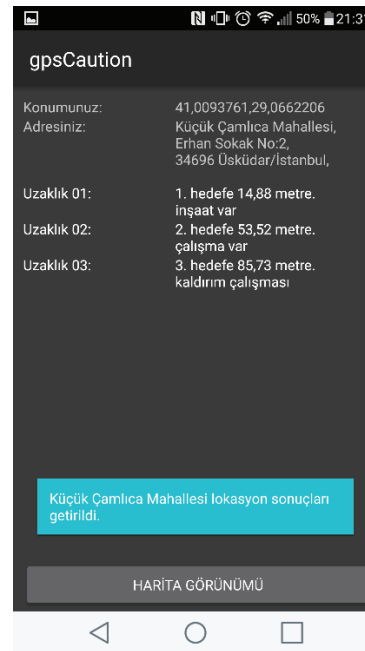 50% 21:31
gpsCaution
Konumunuz: 41,0093761,29,0662206
Adresiniz: Küçük Çamlıca Mahallesi,
Erhan Sokak No:2,
34696 Üsküdar/İstanbul,
Uzaklık 01: 1. hedefe 14,88 metre.
inşaat var
Uzaklık 02: 2. hedefe 53,52 metre.
çalışma var
Uzaklık 03: 3. hedefe 85,73 metre.
kaldırım çalışması
Küçük Çamlıca Mahallesi lokasyon sonuçları
getirildi.
HARİTA GÖRÜNÜMÜ